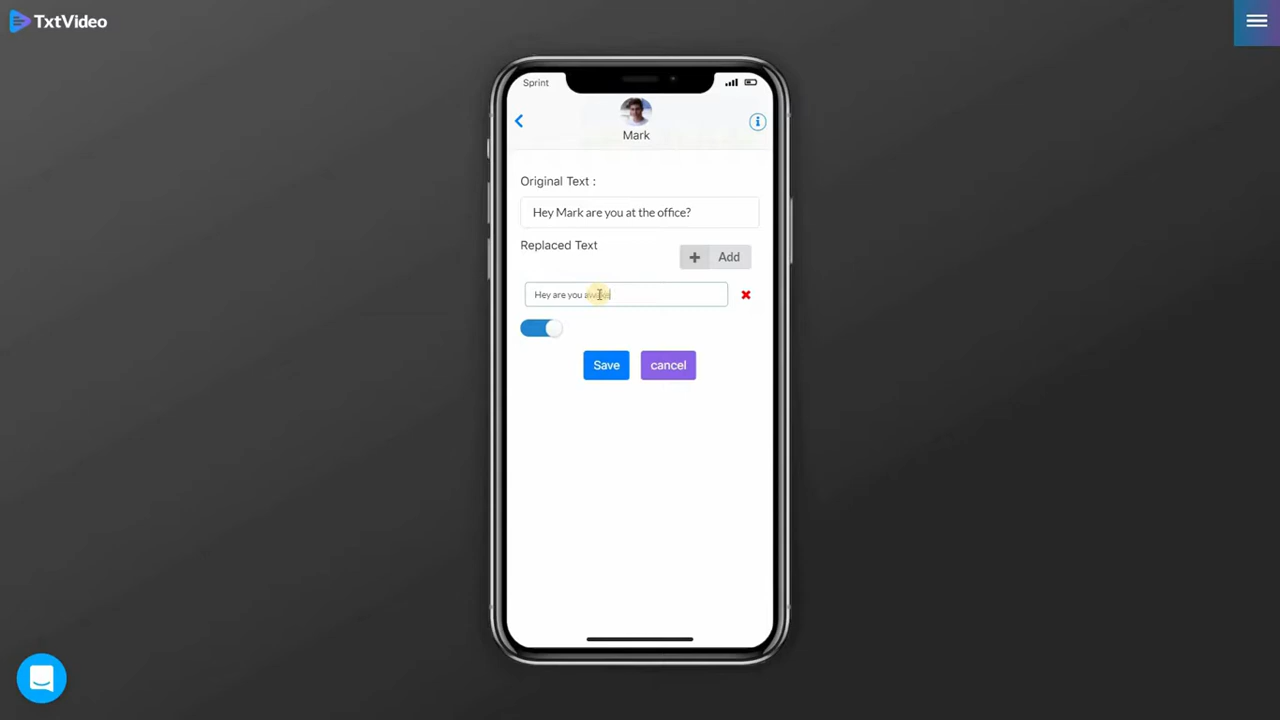 TxtVideo
Sprint
Mark
Original Text :
Hey Mark are you at the office?
Replaced Text
+ Add
Hey are you awake
Save
cancel